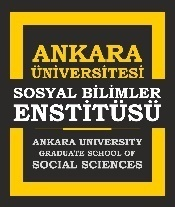 ANKARA
ÜNİVERSİTESİ
SOSYAL BİLİMLER
ENSTİTÜSÜ
ANKARA UNIVERSITY
GRADUATE SCHOOL OF
SOCIAL SCIENCES